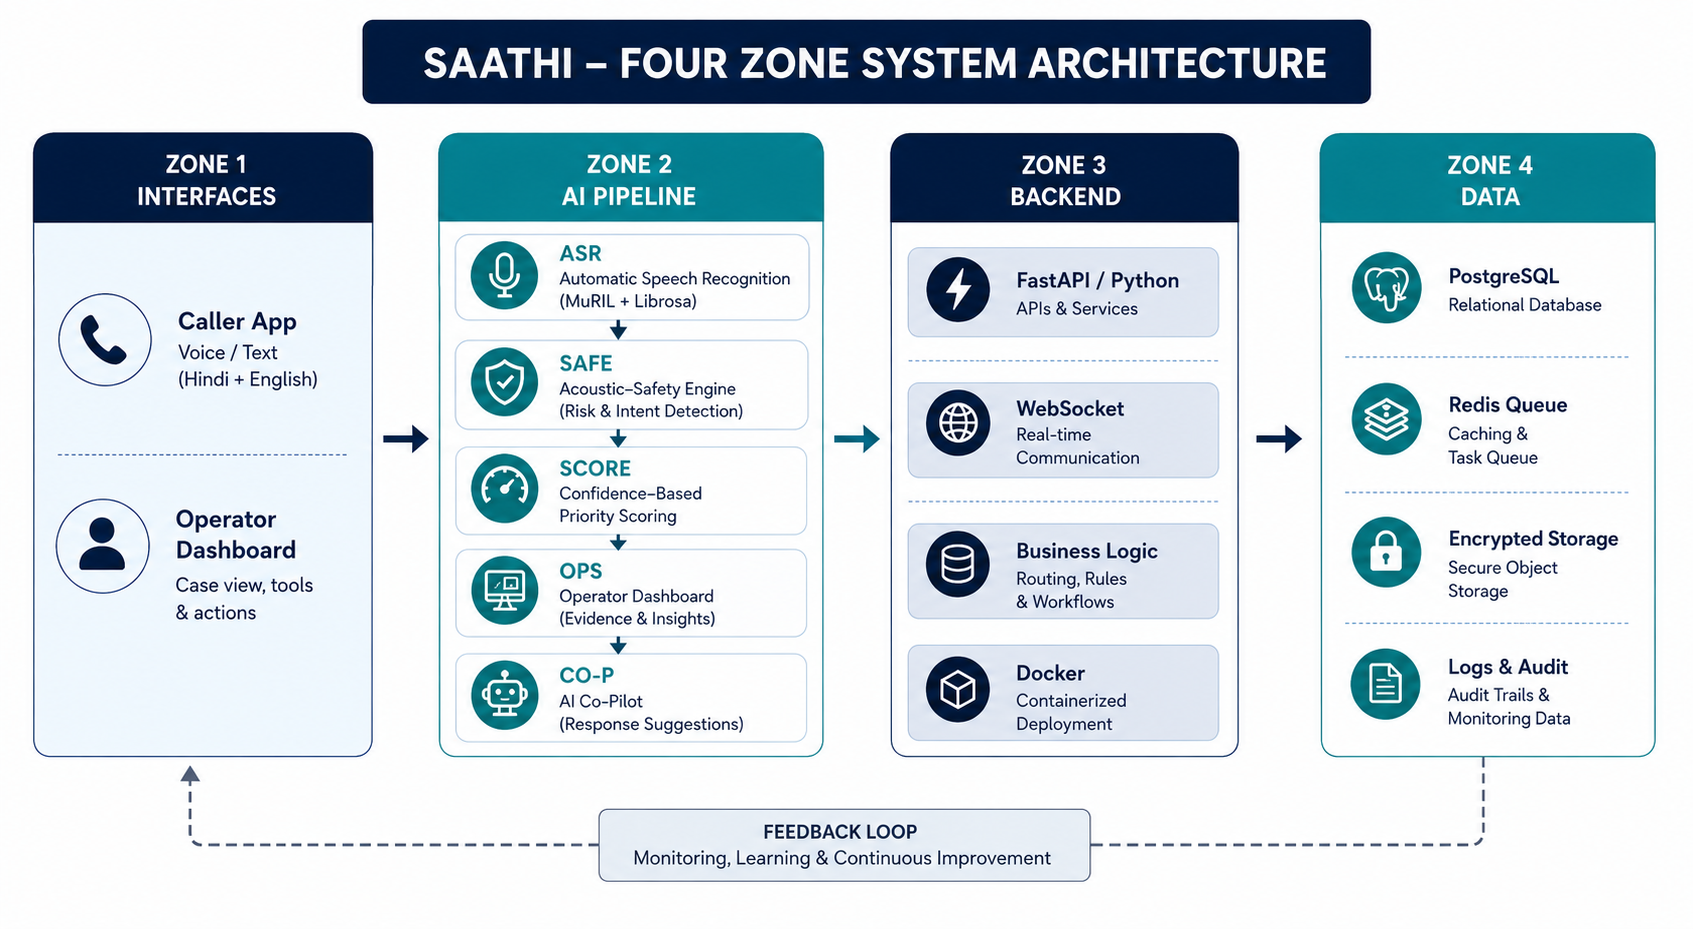 SAATHI – FOUR ZONE SYSTEM ARCHITECTURE
ZONE 1
INTERFACES
Caller App
Voice / Text
(Hindi + English)
Operator
Dashboard
Case view, tools
& actions
ZONE 2
AI PIPELINE
ASR
Automatic Speech Recognition
(MuRIL + Librosa)
SAFE
Acoustic–Safety Engine
(Risk & Intent Detection)
SCORE
Confidence–Based
Priority Scoring
OPS
Operator Dashboard
(Evidence & Insights)
CO-P
AI Co-Pilot
(Response Suggestions)
ZONE 3
BACKEND
FastAPI / Python
APIs & Services
WebSocket
Real-time
Communication
Business Logic
Routing, Rules
& Workflows
Docker
Containerized
Deployment
ZONE 4
DATA
PostgreSQL
Relational Database
Redis Queue
Caching &
Task Queue
Encrypted Storage
Secure Object
Storage
Logs & Audit
Audit Trails &
Monitoring Data
FEEDBACK LOOP
Monitoring, Learning & Continuous Improvement